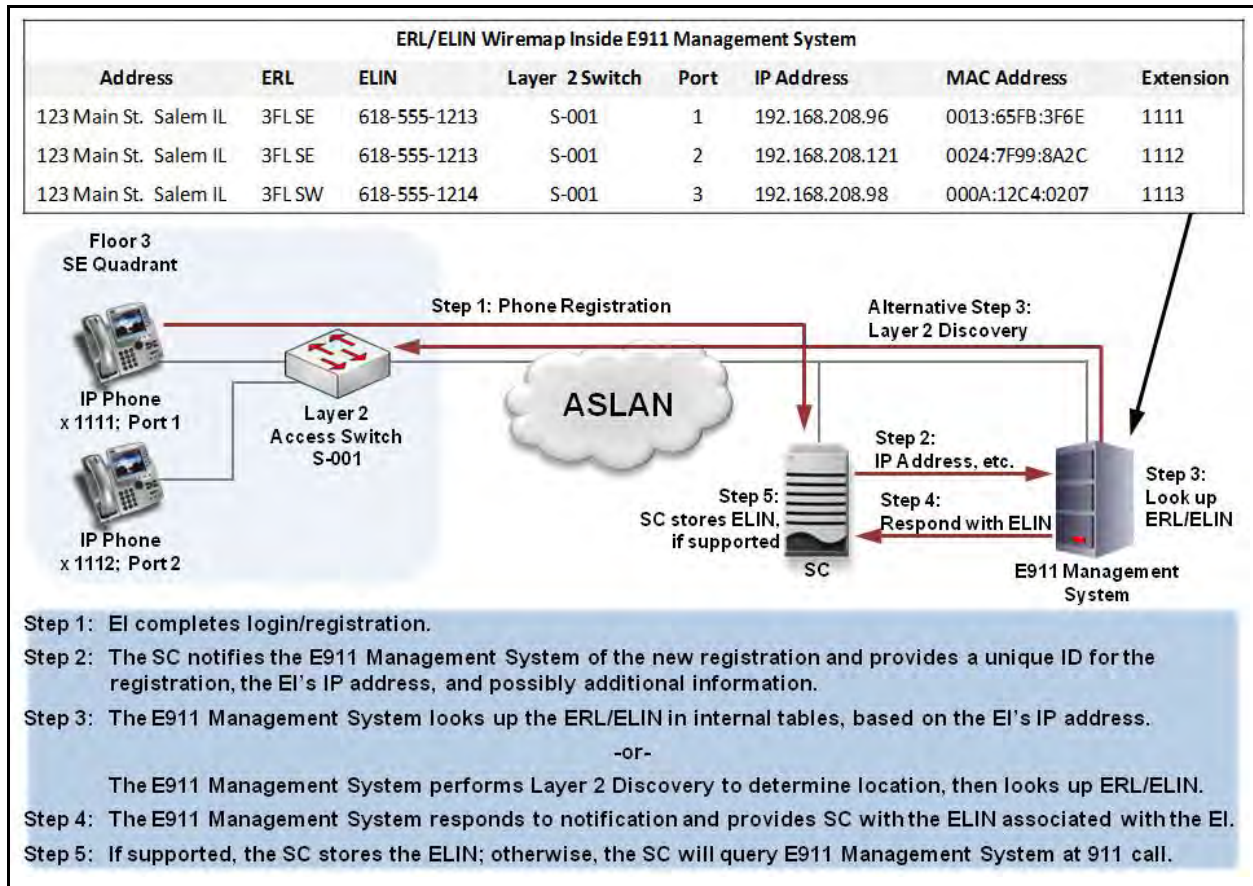 ERL/ELIN Wiremap Inside E911 Management System
Address ERL ELIN Layer 2 Switch Port IP Address MAC Address Extension
123 Main St. Salem IL 3FL SE 618-555-1213 S-001 1 192.168.208.96 0013:65FB:3F6E 1111
123 Main St. Salem IL 3FL SE 618-555-1213 S-001 2 192.168.208.121 0024:7F99:8A2C 1112
123 Main St. Salem IL 3FL SW 618-555-1214 S-001 3 192.168.208.98 000A:12C4:0207 1113
Floor 3
SE Quadrant
Step 1: Phone Registration
Alternative Step 3:
Layer 2 Discovery
IP Phone
x 1111; Port 1
Layer 2
Access Switch
S-001
ASLAN
IP Phone
x 1112; Port 2
Step 2:
IP Address, etc.
Step 5:
SC stores ELIN,
if supported
Step 4:
Respond with ELIN
Step 3:
Look up
ERL/ELIN
SC
E911 Management
System
Step 1: EI completes login/registration.
Step 2: The SC notifies the E911 Management System of the new registration and provides a unique ID for the
registration, the EI's IP address, and possibly additional information.
Step 3: The E911 Management System looks up the ERL/ELIN in internal tables, based on the EI's IP address.
-or-
The E911 Management System performs Layer 2 Discovery to determine location, then looks up ERL/ELIN.
Step 4: The E911 Management System responds to notification and provides SC with the ELIN associated with the EI.
Step 5: If supported, the SC stores the ELIN; otherwise, the SC will query E911 Management System at 911 call.